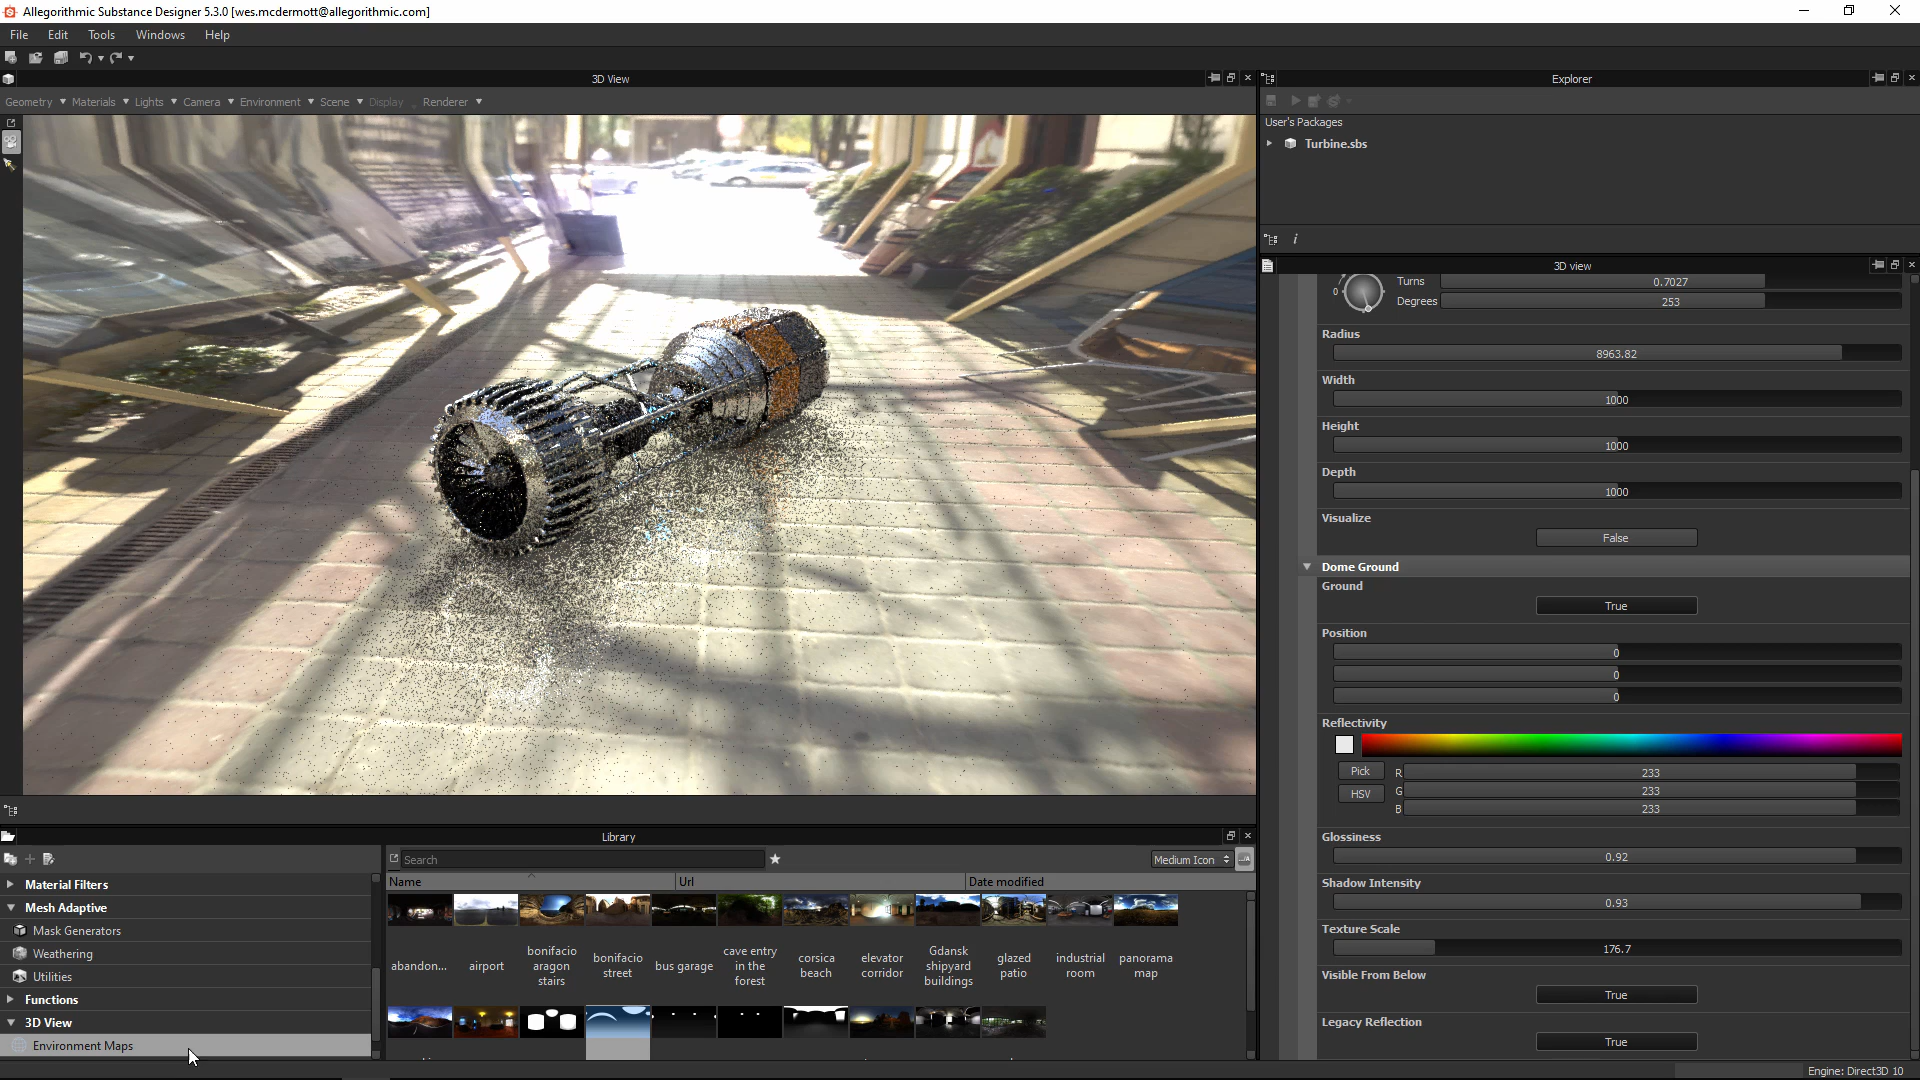 Allegorithmic Substance Designer 5.3.0 [wes.mcdermott@allegorithmic.com]
File Edit Tools Windows Help
3D View
Geometry Materials Lights Camera Environment Scene Display Renderer
Explorer
User's Packages
Turbine.sbs
3D view
Turns 0.7027
0
Degrees 253
Radius
8963.82
Width
1000
Height
1000
Depth
1000
Visualize
False
Dome Ground
Ground
True
Position
0
0
0
Reflectivity
Pick R 233
G 233
HSV
B 233
Glossiness
0.92
Shadow Intensity
0.93
Texture Scale
176.7
Visible From Below
True
Legacy Reflection
True
Library
Search
Medium Icon
Name Url Date modified
Material Filters
Mesh Adaptive
Mask Generators
Weathering
Utilities
Functions
3D View
Environment Maps
abandon...
airport
bonifacio
aragon
stairs
bonifacio
street
bus garage
cave entry
in the
forest
corsica
beach
elevator
corridor
Gdansk
shipyard
buildings
glazed
patio
industrial
room
panorama
map
Engine: Direct3D 10